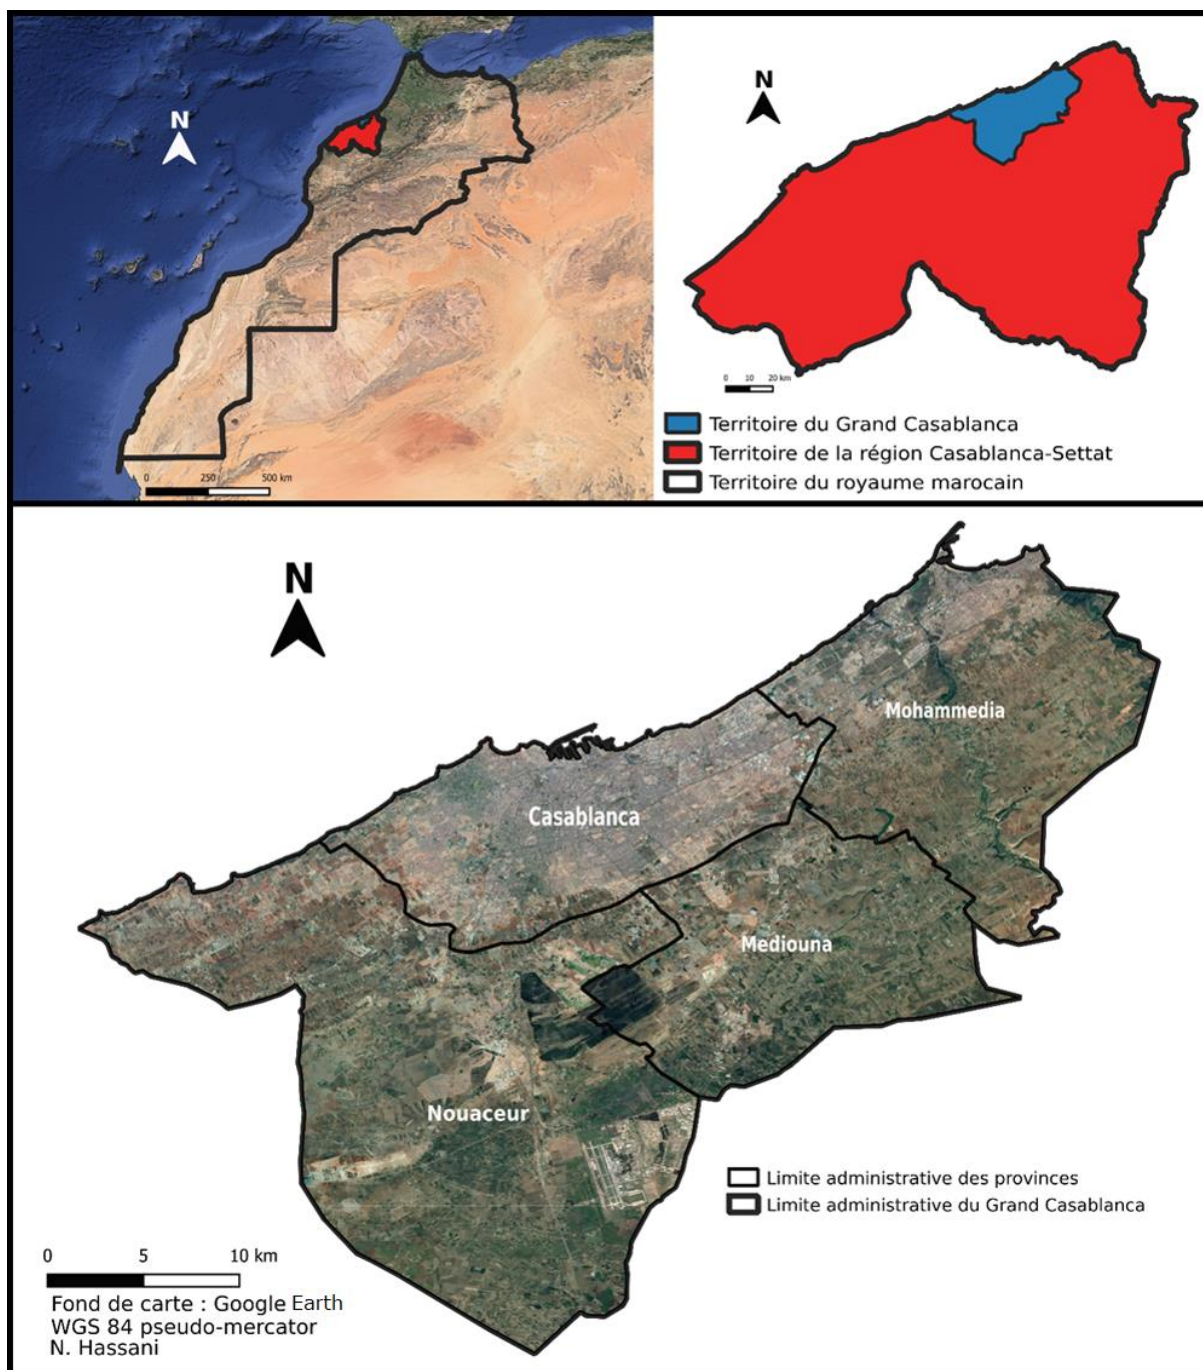 N
0 250 500 km
N
0 10 20 km
Territoire du Grand Casablanca
Territoire de la région Casablanca-Settat
Territoire du royaume marocain
N
Mohammedia
Casablanca
Mediouna
Nouaceur
Limite administrative des provinces
Limite administrative du Grand Casablanca
0 5 10 km
Fond de carte : Google Earth
WGS 84 pseudo-mercator
N. Hassani